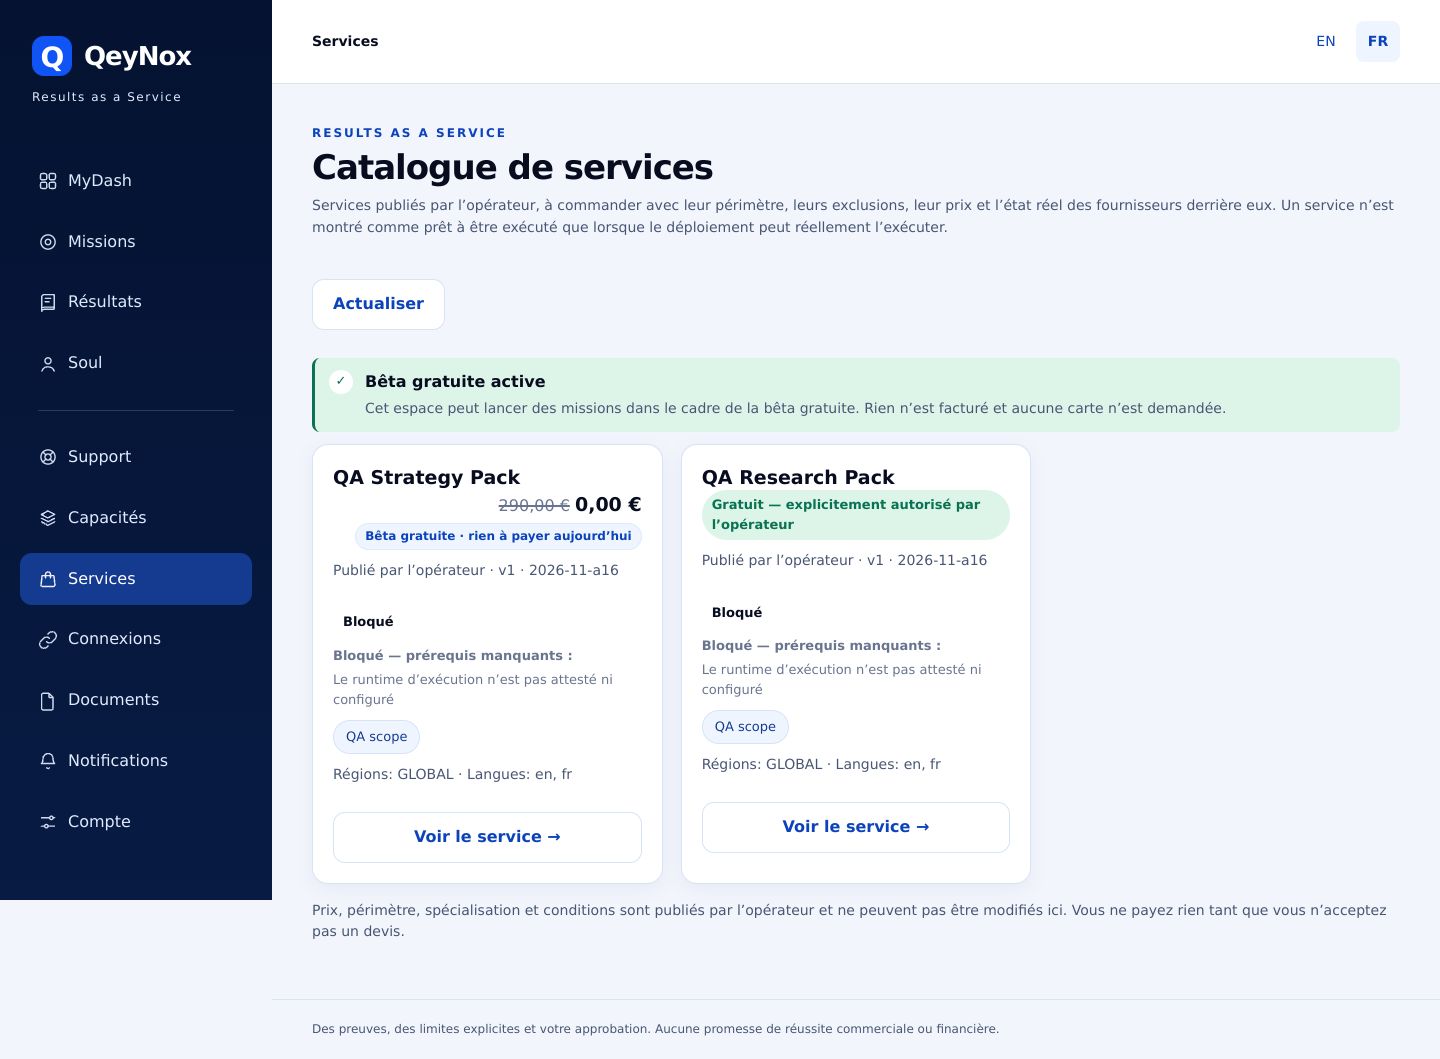 Q QeyNox
Results as a Service
MyDash
Missions
Résultats
Soul
Support
Capacités
Services
Connexions
Documents
Notifications
Compte
Services
EN
FR
RESULTS AS A SERVICE
Catalogue de services
Services publiés par l’opérateur, à commander avec leur périmètre, leurs exclusions, leur prix et l’état réel des fournisseurs derrière eux. Un service n’est
montré comme prêt à être exécuté que lorsque le déploiement peut réellement l’exécuter.
Actualiser
✓ Bêta gratuite active
Cet espace peut lancer des missions dans le cadre de la bêta gratuite. Rien n’est facturé et aucune carte n’est demandée.
QA Strategy Pack
290,00 € 0,00 €
Bêta gratuite · rien à payer aujourd’hui
Publié par l’opérateur · v1 · 2026-11-a16
Bloqué
Bloqué — prérequis manquants :
Le runtime d’exécution n’est pas attesté ni
configuré
QA scope
Régions: GLOBAL · Langues: en, fr
Voir le service →
QA Research Pack
Gratuit — explicitement autorisé par
l’opérateur
Publié par l’opérateur · v1 · 2026-11-a16
Bloqué
Bloqué — prérequis manquants :
Le runtime d’exécution n’est pas attesté ni
configuré
QA scope
Régions: GLOBAL · Langues: en, fr
Voir le service →
Prix, périmètre, spécialisation et conditions sont publiés par l’opérateur et ne peuvent pas être modifiés ici. Vous ne payez rien tant que vous n’acceptez
pas un devis.
Des preuves, des limites explicites et votre approbation. Aucune promesse de réussite commerciale ou financière.